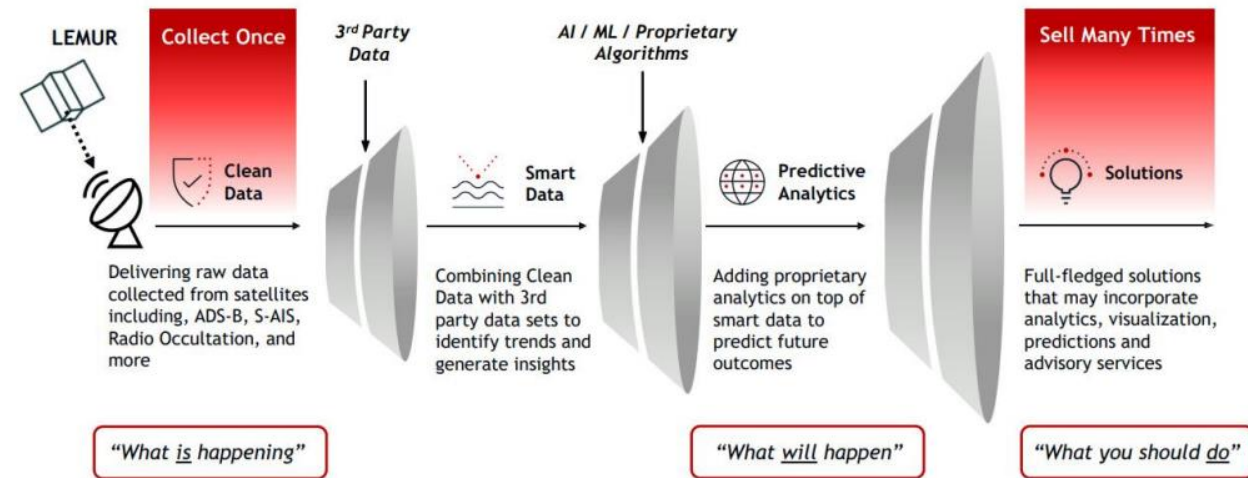 LEMUR
Collect Once
3rd Party
Data
AI / ML / Proprietary
Algorithms
Sell Many Times
Clean
Data
Smart
Data
Predictive
Analytics
Solutions
Delivering raw data
collected from satellites
including, ADS-B, S-AIS,
Radio Occultation, and
more
Combining Clean
Data with 3rd
party data sets to
identify trends and
generate insights
Adding proprietary
analytics on top of
smart data to
predict future
outcomes
Full-fledged solutions
that may incorporate
analytics, visualization,
predictions and
advisory services
“What is happening”
“What will happen”
“What you should do”